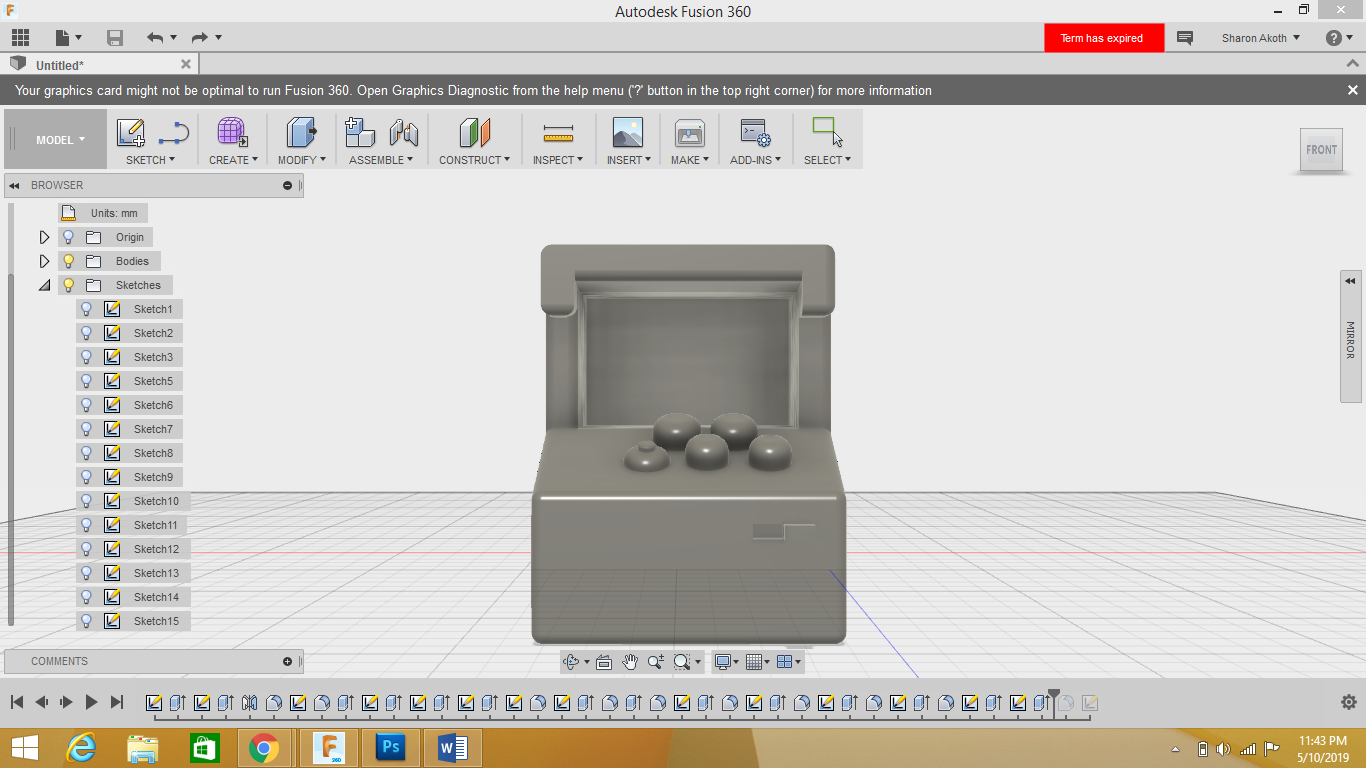 Autodesk Fusion 360
Term has expired
Sharon Akoth
?
Untitled*
Your graphics card might not be optimal to run Fusion 360. Open Graphics Diagnostic from the help menu ('?' button in the top right corner) for more information
MODEL
SKETCH
CREATE
MODIFY
ASSEMBLE
CONSTRUCT
INSPECT
INSERT
MAKE
ADD-INS
SELECT
FRONT
BROWSER
Units: mm
Origin
Bodies
Sketches
Sketch1
Sketch2
Sketch3
Sketch5
Sketch6
Sketch7
Sketch8
Sketch9
Sketch10
Sketch11
Sketch12
Sketch13
Sketch14
Sketch15
MIRROR
COMMENTS
F
360
Ps
W
11:43 PM
5/10/2019